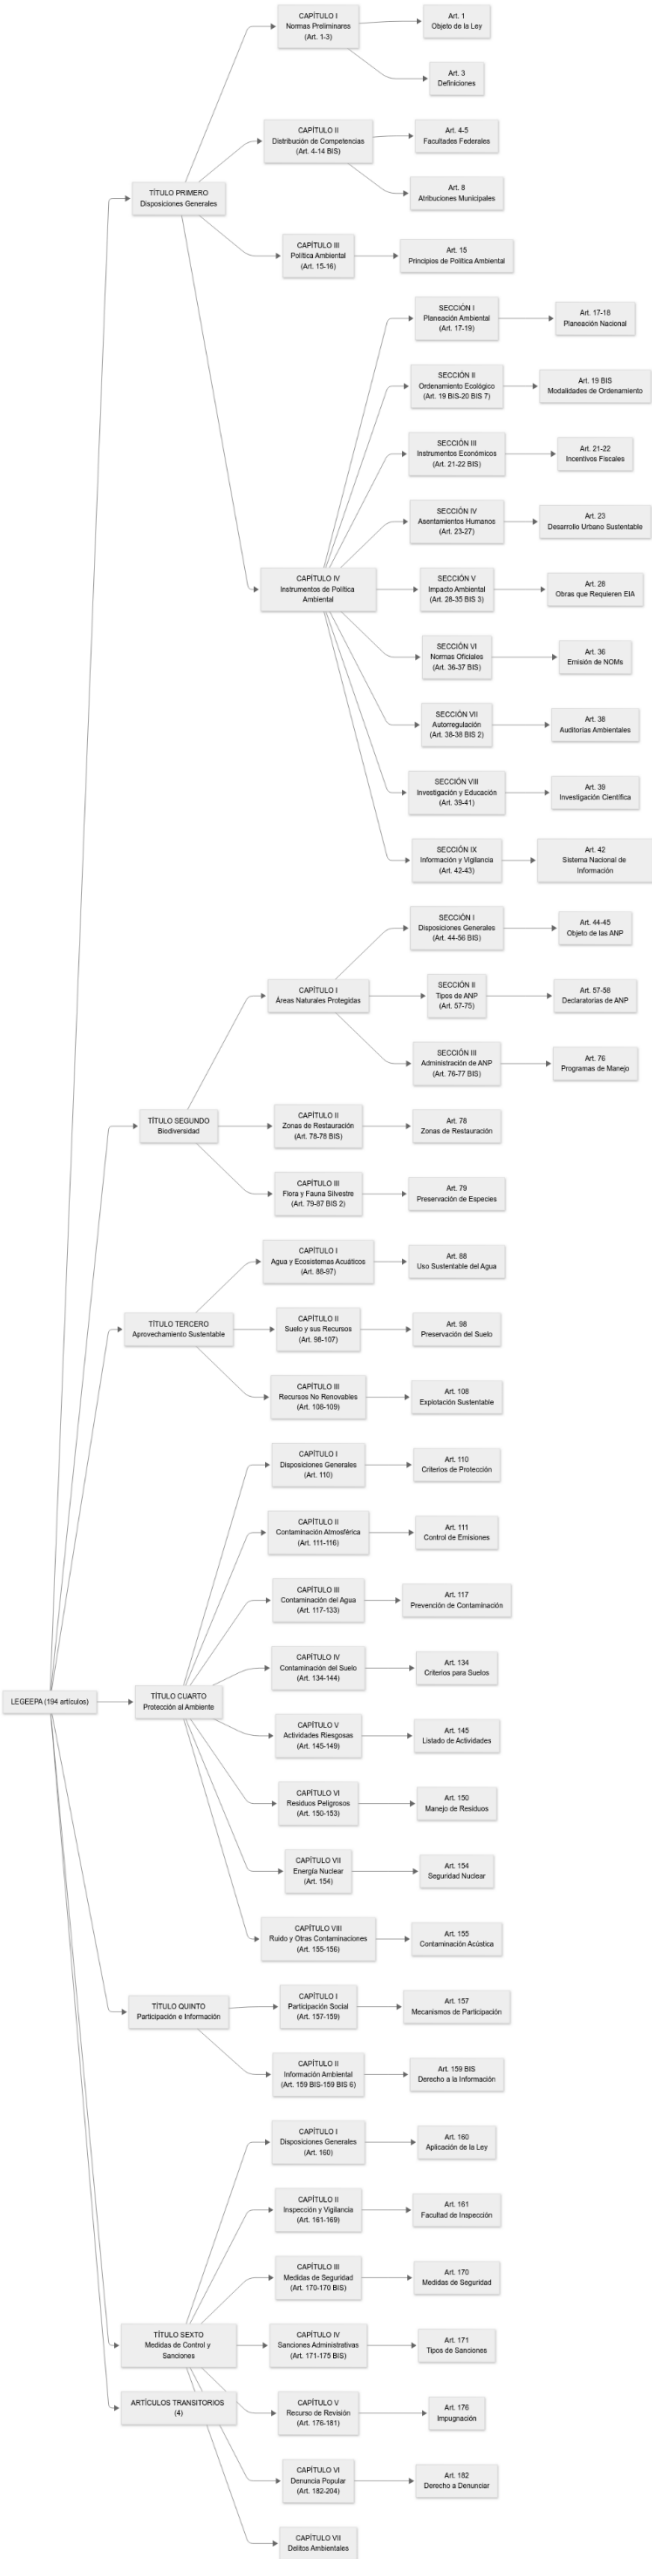 CAPÍTULO I
Normas Preliminares
(Art. 1-3)
Art. 1
Objeto de la Ley
Art. 3
Definiciones
CAPÍTULO II
Distribución de Competencias
(Art. 4-14 BIS)
Art. 4-5
Facultades Federales
Art. 8
Atribuciones Municipales
TÍTULO PRIMERO
Disposiciones Generales
CAPÍTULO III
Política Ambiental
(Art. 15-16)
Art. 15
Principios de Política Ambiental
SECCIÓN I
Planeación Ambiental
(Art. 17-19)
Art. 17-18
Planeación Nacional
SECCIÓN II
Ordenamiento Ecológico
(Art. 19 BIS-20 BIS 7)
Art. 19 BIS
Modalidades de Ordenamiento
SECCIÓN III
Instrumentos Económicos
(Art. 21-22 BIS)
Art. 21-22
Incentivos Fiscales
SECCIÓN IV
Asentamientos Humanos
(Art. 23-27)
Art. 23
Desarrollo Urbano Sustentable
CAPÍTULO IV
Instrumentos de Política
Ambiental
SECCIÓN V
Impacto Ambiental
(Art. 28-35 BIS 3)
Art. 28
Obras que Requieren EIA
SECCIÓN VI
Normas Oficiales
(Art. 36-37 BIS)
Art. 36
Emisión de NOMs
SECCIÓN VII
Autorregulación
(Art. 38-38 BIS 2)
Art. 38
Auditorías Ambientales
SECCIÓN VIII
Investigación y Educación
(Art. 39-41)
Art. 39
Investigación Científica
SECCIÓN IX
Información y Vigilancia
(Art. 42-43)
Art. 42
Sistema Nacional de
Información
SECCIÓN I
Disposiciones Generales
(Art. 44-56 BIS)
Art. 44-45
Objeto de las ANP
CAPÍTULO I
Áreas Naturales Protegidas
SECCIÓN II
Tipos de ANP
(Art. 57-75)
Art. 57-58
Declaratorias de ANP
SECCIÓN III
Administración de ANP
(Art. 76-77 BIS)
Art. 76
Programas de Manejo
TÍTULO SEGUNDO
Biodiversidad
CAPÍTULO II
Zonas de Restauración
(Art. 78-78 BIS)
Art. 78
Zonas de Restauración
CAPÍTULO III
Flora y Fauna Silvestre
(Art. 79-87 BIS 2)
Art. 79
Preservación de Especies
CAPÍTULO I
Agua y Ecosistemas Acuáticos
(Art. 88-97)
Art. 88
Uso Sustentable del Agua
TÍTULO TERCERO
Aprovechamiento Sustentable
CAPÍTULO II
Suelo y sus Recursos
(Art. 98-107)
Art. 98
Preservación del Suelo
CAPÍTULO III
Recursos No Renovables
(Art. 108-109)
Art. 108
Explotación Sustentable
CAPÍTULO I
Disposiciones Generales
(Art. 110)
Art. 110
Criterios de Protección
CAPÍTULO II
Contaminación Atmosférica
(Art. 111-116)
Art. 111
Control de Emisiones
CAPÍTULO III
Contaminación del Agua
(Art. 117-133)
Art. 117
Prevención de Contaminación
CAPÍTULO IV
Contaminación del Suelo
(Art. 134-144)
Art. 134
Criterios para Suelos
LEGEEPA (194 artículos)
TÍTULO CUARTO
Protección al Ambiente
CAPÍTULO V
Actividades Riesgosas
(Art. 145-149)
Art. 145
Listado de Actividades
CAPÍTULO VI
Residuos Peligrosos
(Art. 150-153)
Art. 150
Manejo de Residuos
CAPÍTULO VII
Energía Nuclear
(Art. 154)
Art. 154
Seguridad Nuclear
CAPÍTULO VIII
Ruido y Otras Contaminaciones
(Art. 155-156)
Art. 155
Contaminación Acústica
TÍTULO QUINTO
Participación e Información
CAPÍTULO I
Participación Social
(Art. 157-159)
Art. 157
Mecanismos de Participación
CAPÍTULO II
Información Ambiental
(Art. 159 BIS-159 BIS 6)
Art. 159 BIS
Derecho a la Información
CAPÍTULO I
Disposiciones Generales
(Art. 160)
Art. 160
Aplicación de la Ley
CAPÍTULO II
Inspección y Vigilancia
(Art. 161-169)
Art. 161
Facultad de Inspección
CAPÍTULO III
Medidas de Seguridad
(Art. 170-170 BIS)
Art. 170
Medidas de Seguridad
TÍTULO SEXTO
Medidas de Control y
Sanciones
CAPÍTULO IV
Sanciones Administrativas
(Art. 171-175 BIS)
Art. 171
Tipos de Sanciones
ARTÍCULOS TRANSITORIOS
(4)
CAPÍTULO V
Recurso de Revisión
(Art. 176-181)
Art. 176
Impugnación
CAPÍTULO VI
Denuncia Popular
(Art. 182-204)
Art. 182
Derecho a Denunciar
CAPÍTULO VII
Delitos Ambientales